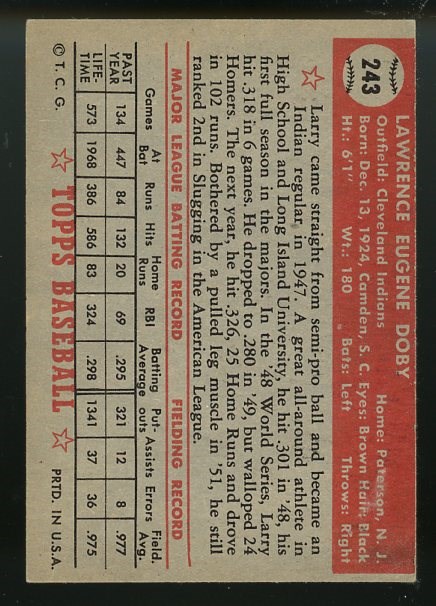 243
LAWRENCE EUGENE DOBY
Outfield: Cleveland Indians Home: Paterson, N. J.
Born: Dec. 13, 1924, Camden, S. C. Eyes: Brown Hair: Black
Ht.: 6'1" Wt.: 180 Bats: Left Throws: Right
Larry came straight from semi-pro ball and became an
Indian regular in 1947. A great all-around athlete in
High School and Long Island University, he hit .301 in '48, his
first full season in the majors. In the '48 World Series, Larry
hit .318 in 6 games. He dropped to .280 in '49, but walloped 24
Homers. The next year, he hit .326, 25 Home Runs and drove
in 102 runs. Bothered by a pulled leg muscle in '51, he still
ranked 2nd in Slugging in the American League.
MAJOR LEAGUE BATTING RECORD FIELDING RECORD
Games At Bat Runs Hits Home Runs RBI Batting Average Put-outs Assists Errors Field. Avg.
PAST YEAR 134 447 84 132 20 69 .295 321 12 8 .977
LIFE-TIME 573 1968 386 586 83 324 .298 1341 37 36 .975
© T. C. G. TOPPS BASEBALL PRTD. IN U.S.A.